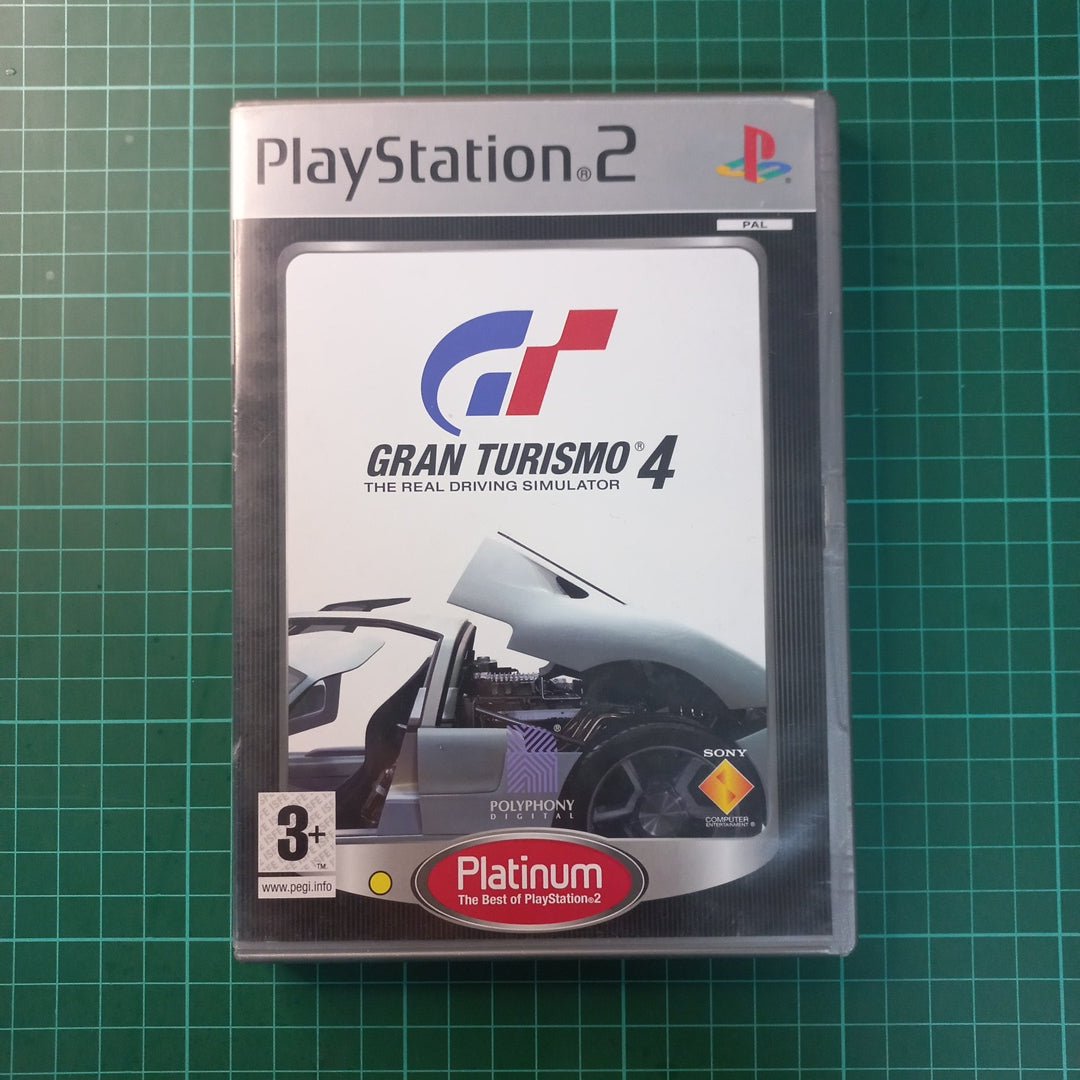 PlayStation®2
PAL
GRAN TURISMO® 4
THE REAL DRIVING SIMULATOR
®
POLYPHONY
DIGITAL
SONY
COMPUTER
ENTERTAINMENT ®
3+
TM
www.pegi.info
Platinum
The Best of PlayStation®2